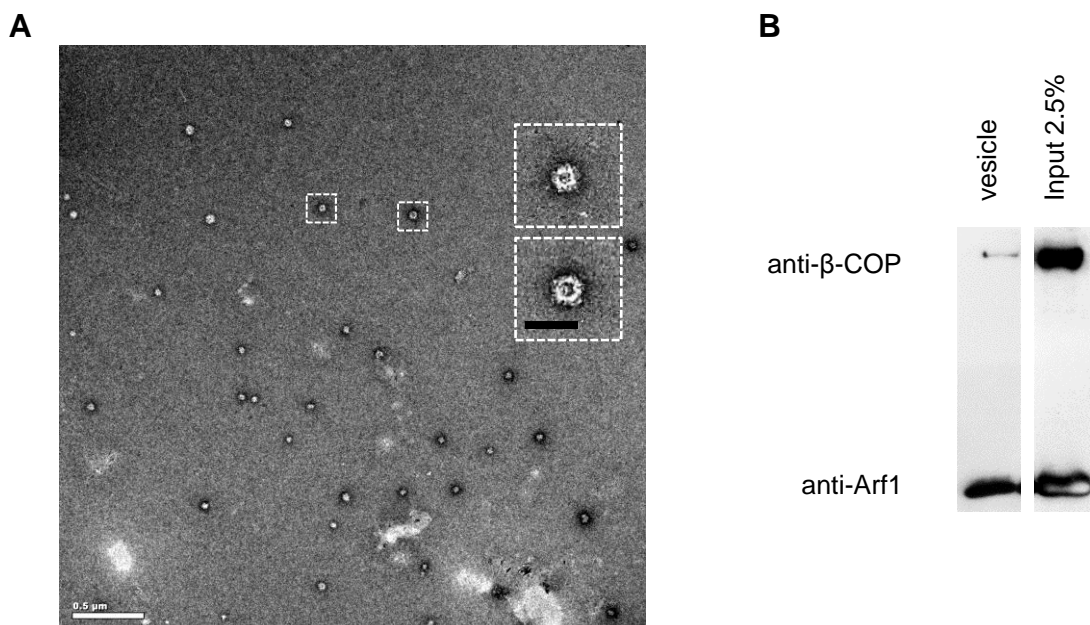 A
B
vesicle
Input 2.5%
anti-β-COP
anti-Arf1
0.5 μm